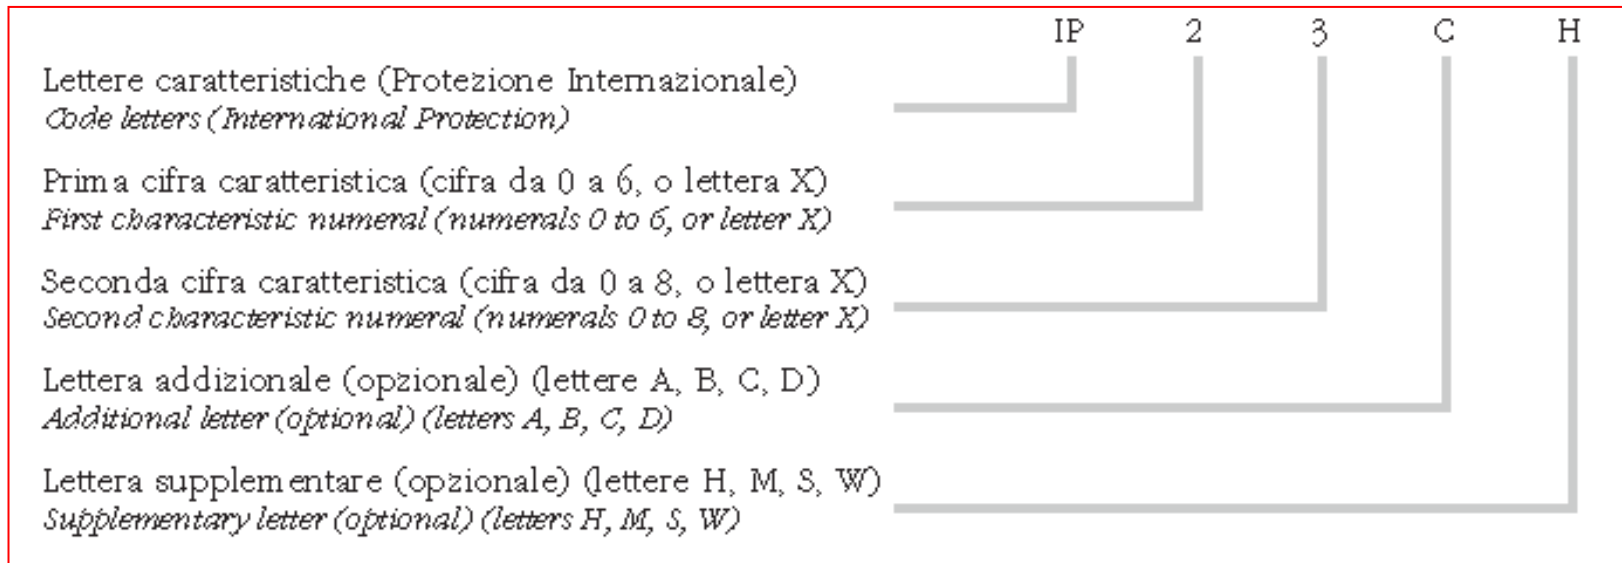 IP 2 3 C H
Lettere caratteristiche (Protezione Internazionale)
Code letters (International Protection)
Prima cifra caratteristica (cifra da 0 a 6, o lettera X)
First characteristic numeral (numerals 0 to 6, or letter X)
Seconda cifra caratteristica (cifra da 0 a 8, o lettera X)
Second characteristic numeral (numerals 0 to 8, or letter X)
Lettera addizionale (opzionale) (lettere A, B, C, D)
Additional letter (optional) (letters A, B, C, D)
Lettera supplementare (opzionale) (lettere H, M, S, W)
Supplementary letter (optional) (letters H, M, S, W)